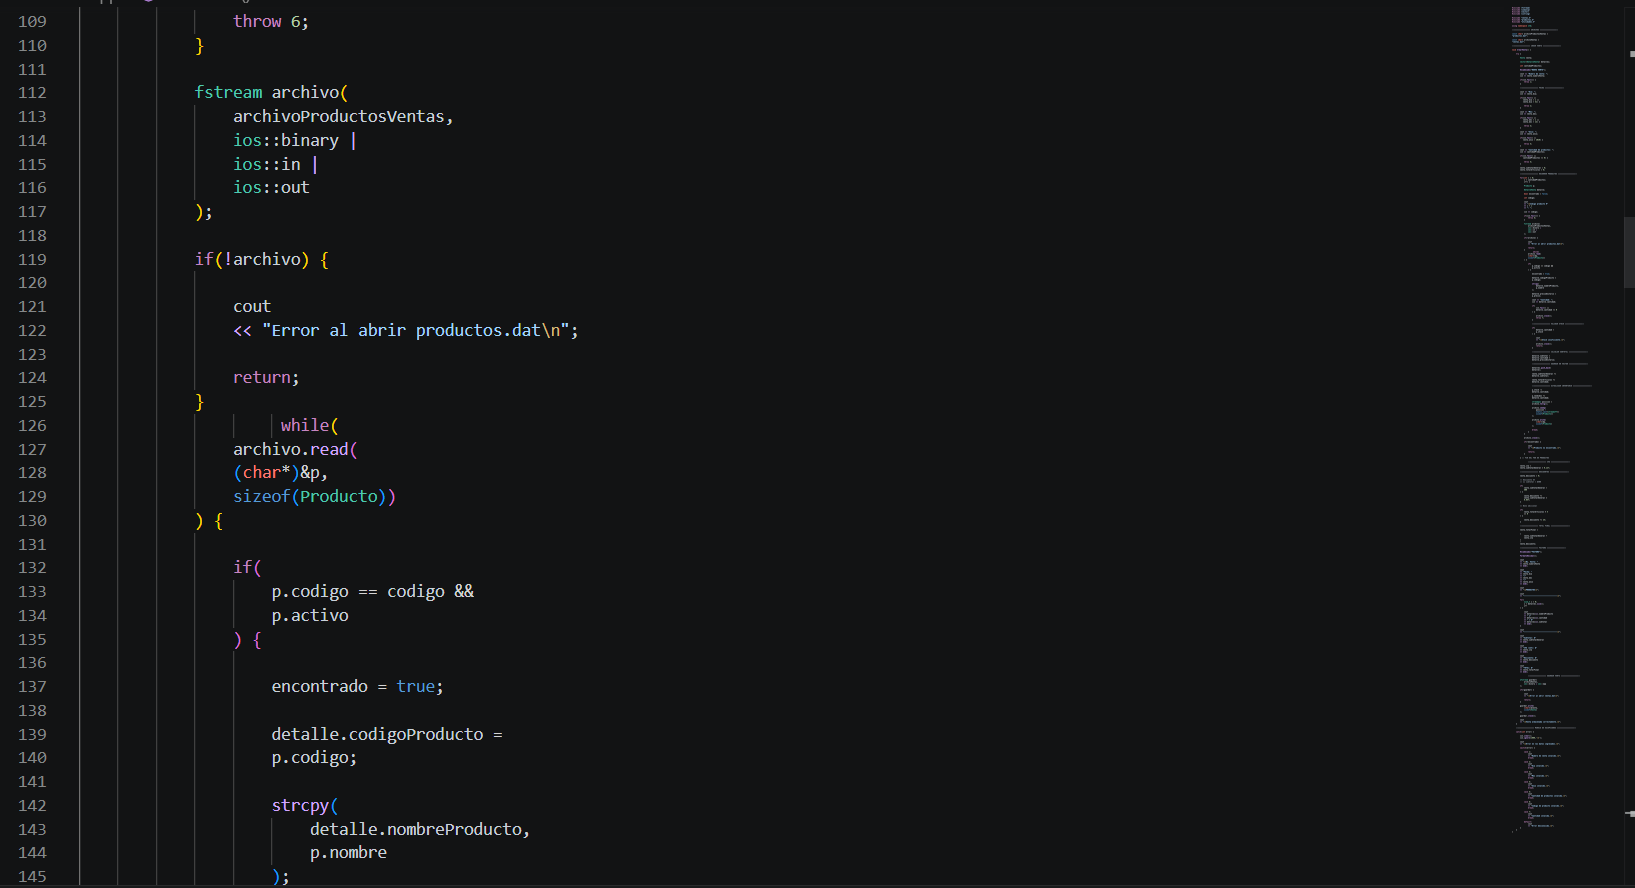 109 throw 6;
110 }
111
112 fstream archivo(
113 archivoProductosVentas,
114 ios::binary |
115 ios::in |
116 ios::out
117 );
118
119 if(!archivo) {
120
121 cout
122 << "Error al abrir productos.dat\n";
123
124 return;
125 }
126 while(
127 archivo.read(
128 (char*)&p,
129 sizeof(Producto))
130 ) {
131
132 if(
133 p.codigo == codigo &&
134 p.activo
135 ) {
136
137 encontrado = true;
138
139 detalle.codigoProducto =
140 p.codigo;
141
142 strcpy(
143 detalle.nombreProducto,
144 p.nombre
145 );